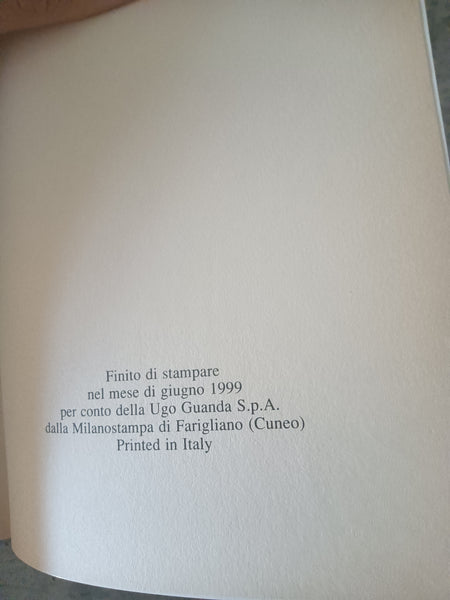 Finito di stampare
nel mese di giugno 1999
per conto della Ugo Guanda S.p.A.
dalla Milanostampa di Farigliano (Cuneo)
Printed in Italy